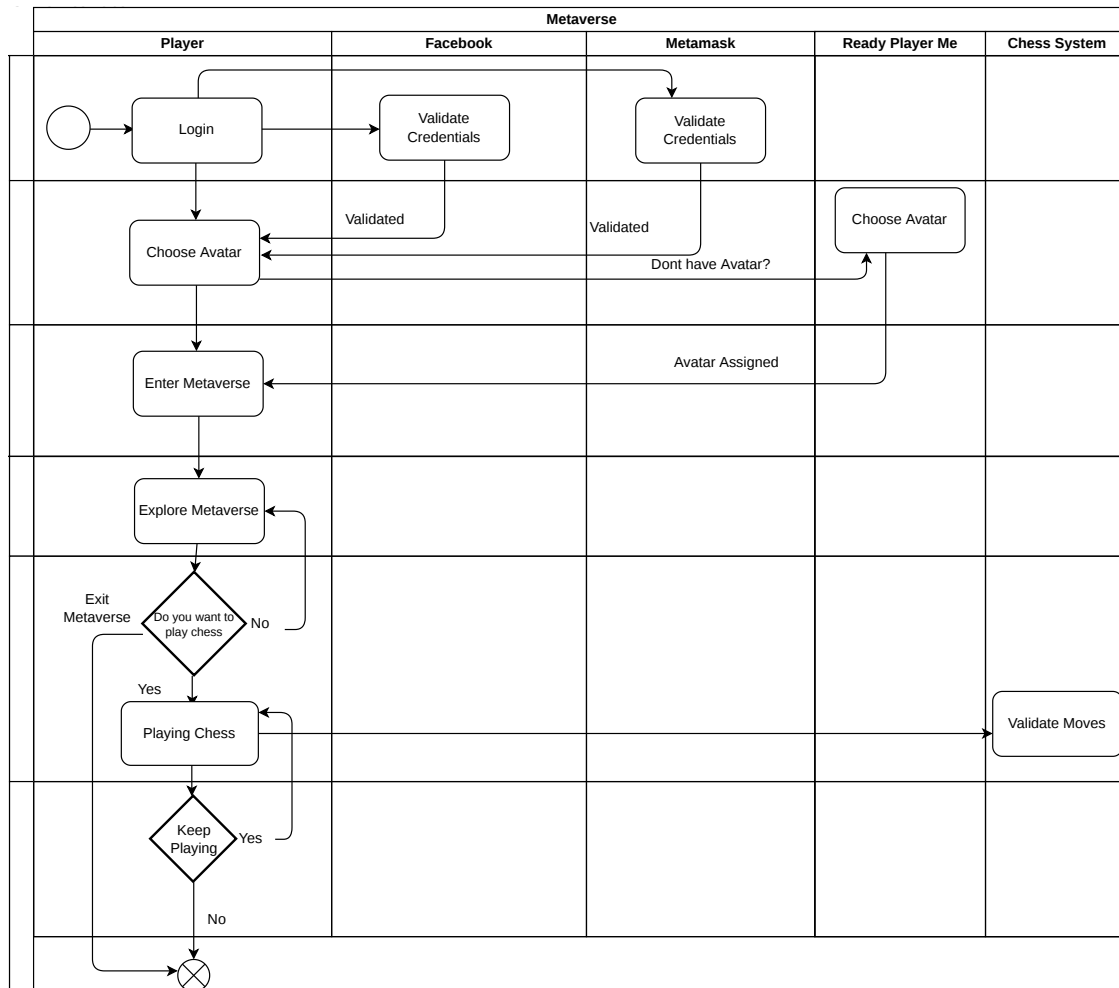 Metaverse
Player
Facebook
Metamask
Ready Player Me
Chess System
Login
Validate
Credentials
Validate
Credentials
Choose Avatar
Validated
Validated
Choose Avatar
Dont have Avatar?
Enter Metaverse
Avatar Assigned
Explore Metaverse
Exit
Metaverse
Do you want to
play chess
No
Yes
Playing Chess
Validate Moves
Keep
Playing
Yes
No